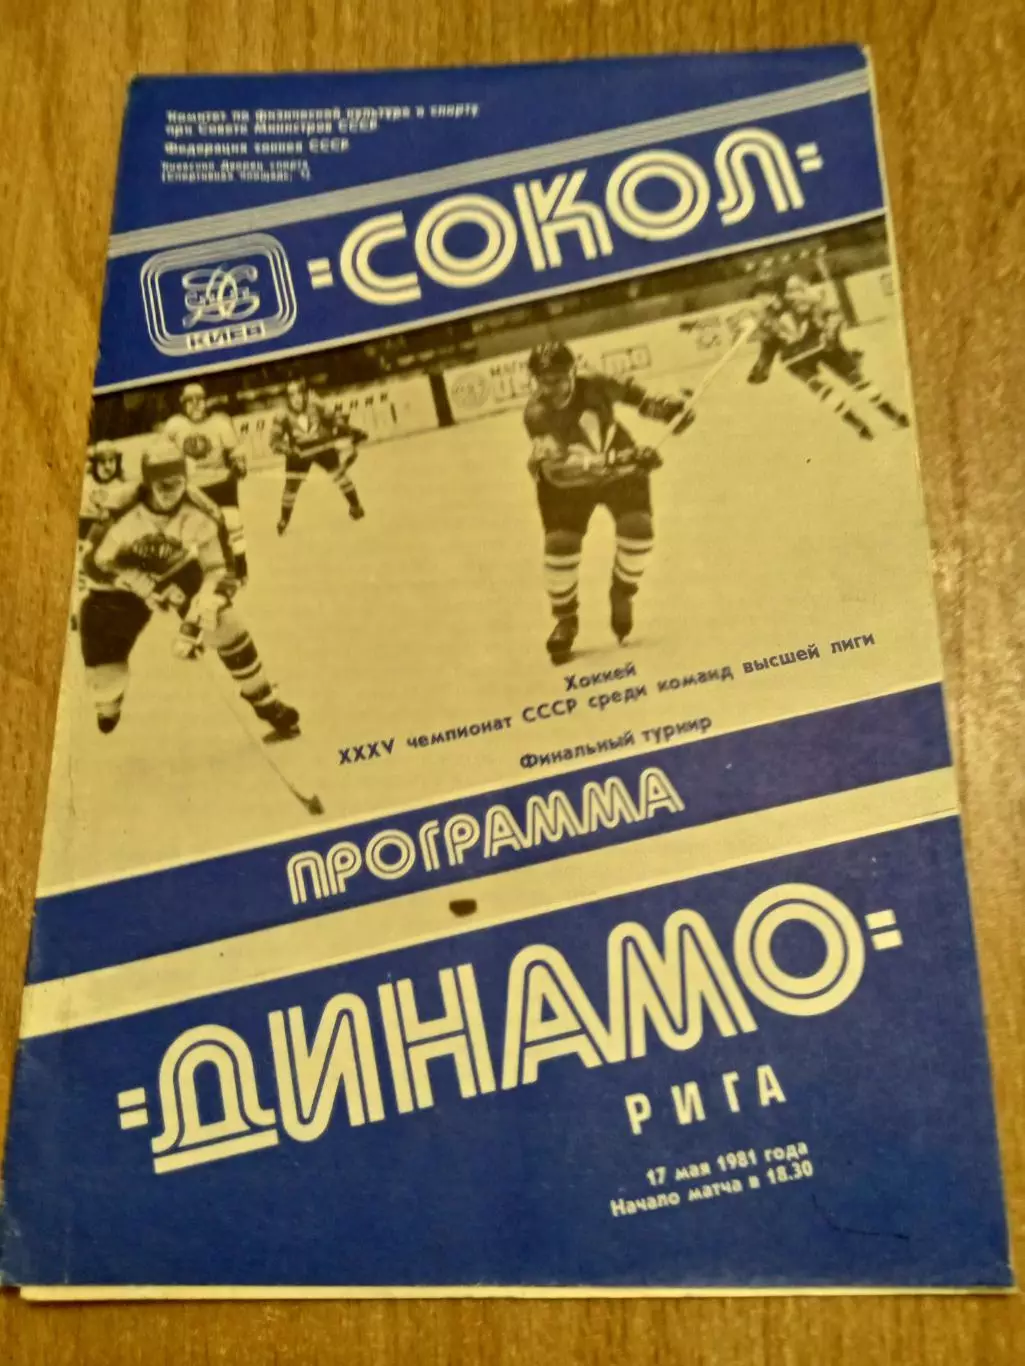 Комитет по физической культуре и спорту
при Совете Министров СССР
Федерация хоккея СССР
Киевский Дворец спорта
(Спортивная площадь, 1)
"СОКОЛ"
КИЕВ
Хоккей
XXXV чемпионат СССР среди команд высшей лиги
Финальный турнир
ПРОГРАММА
"ДИНАМО"
РИГА
17 мая 1981 года
Начало матча в 18.30